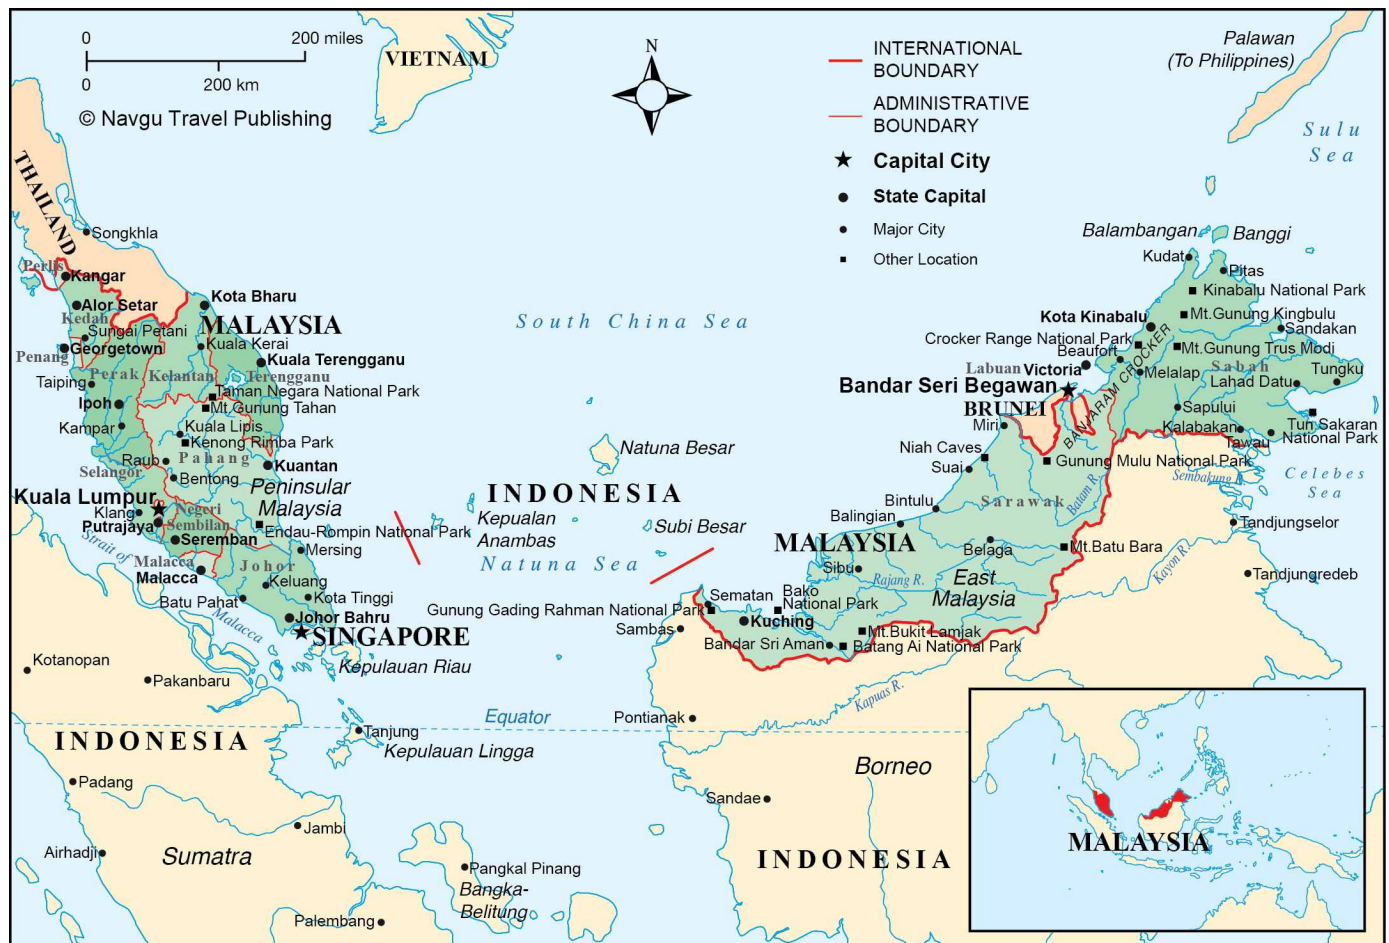 0
200 miles
0
200 km
© Navgu Travel Publishing
VIETNAM
N
INTERNATIONAL
BOUNDARY
ADMINISTRATIVE
BOUNDARY
Capital City
State Capital
Major City
Other Location
Palawan
(To Philippines)
Sulu
Sea
THAILAND
Songkhla
Perlis
Kangar
Alor Setar
Kedah
Sungai Petani
Penang
Georgetown
Kota Bharu
MALAYSIA
Kuala Kerai
Kuala Terengganu
Taiping
Perak
Kelantan
Terengganu
Taman Negara National Park
Mt.Gunung Tahan
Ipoh
Kampar
Kuala Lipis
Kenong Rimba Park
Raub
Pahang
Kuantan
Selangor
Bentong
Peninsular
Malaysia
Kuala Lumpur
Klang
Negeri
Sembilan
Putrajaya
Endau-Rompin National Park
Seremban
Mersing
Strait of
Malacca
Malacca
Malacca
Johor
Keluang
Batu Pahat
Kota Tinggi
Johor Bahru
SINGAPORE
Kepulauan Riau
South China Sea
Natuna Besar
INDONESIA
Kepualan
Anambas
Subi Besar
Natuna Sea
Balambangan
Banggi
Kudat
Pitas
Kinabalu National Park
Kota Kinabalu
Mt.Gunung Kingbulu
Sandakan
Crocker Range National Park
Beaufort
Mt.Gunung Trus Modi
Labuan
Victoria
BANJARAM CROCKER
Melalap
Sabah
Tungku
Lahad Datu
Bandar Seri Begawan
BRUNEI
Miri
Sapului
Kalabakan
Tawau
Tun Sakaran
National Park
Niah Caves
Suai
Gunung Mulu National Park
Sembakung R.
Celebes
Sea
Bintulu
Sarawak
Batam R.
Balingian
Tandjungselor
MALAYSIA
Belaga
Mt.Batu Bara
Sibu
Rajang R.
East
Malaysia
Kayon R.
Tandjungredeb
Sematan
Bako
National Park
Gunung Gading Rahman National Park
Kuching
Sambas
Mt.Bukit Lamjak
Bandar Sri Aman
Batang Ai National Park
Kotanopan
Pakanbaru
Kapuas R.
Equator
Pontianak
INDONESIA
Tanjung
Kepulauan Lingga
Padang
Borneo
Sandae
Jambi
Airhadji
Sumatra
INDONESIA
Pangkal Pinang
Bangka-
Belitung
Palembang
MALAYSIA